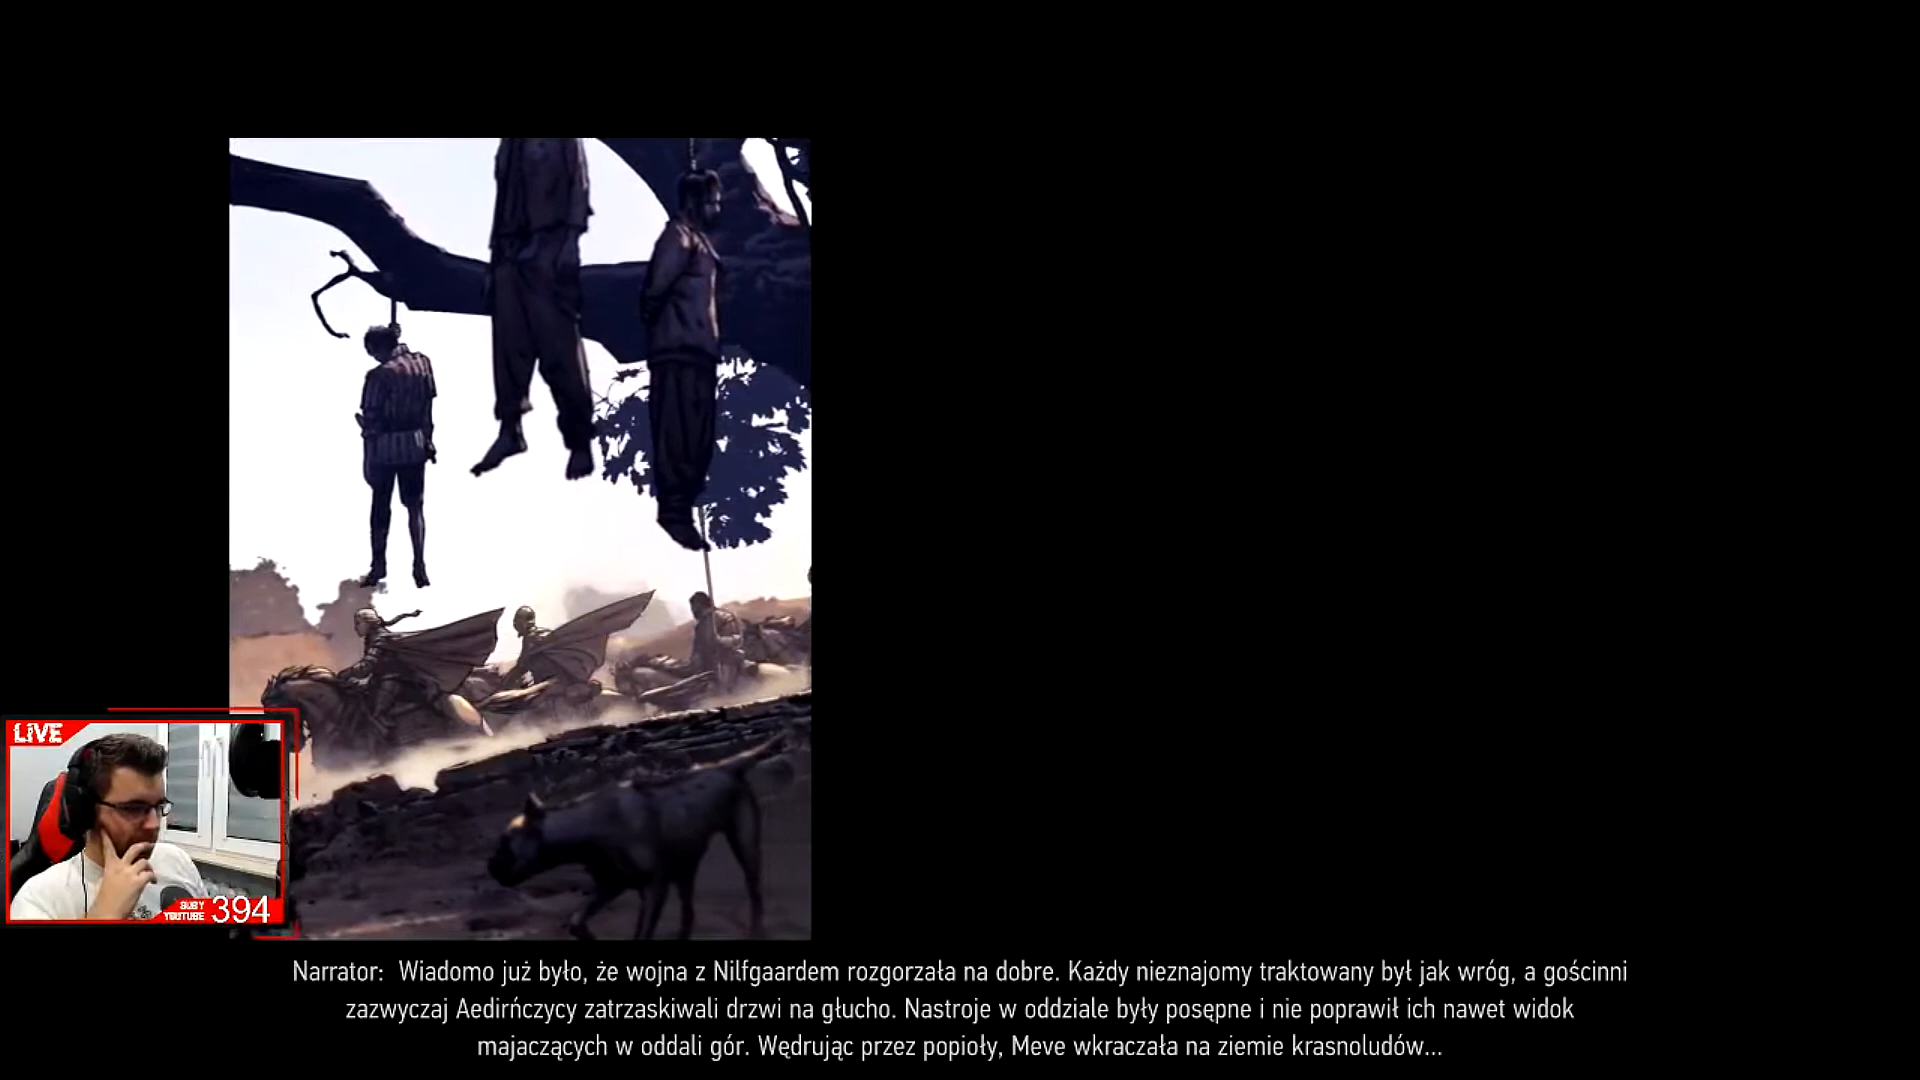 LIVE
SUBY
YOUTUBE 394
Narrator: Wiadomo już było, że wojna z Nilfgaardem rozgorzała na dobre. Każdy nieznajomy traktowany był jak wróg, a gościnni
zazwyczaj Aedirńczycy zatrzaskiwali drzwi na głucho. Nastroje w oddziale były posępne i nie poprawił ich nawet widok
majaczących w oddali gór. Wędrując przez popioły, Meve wkraczała na ziemie krasnoludów...